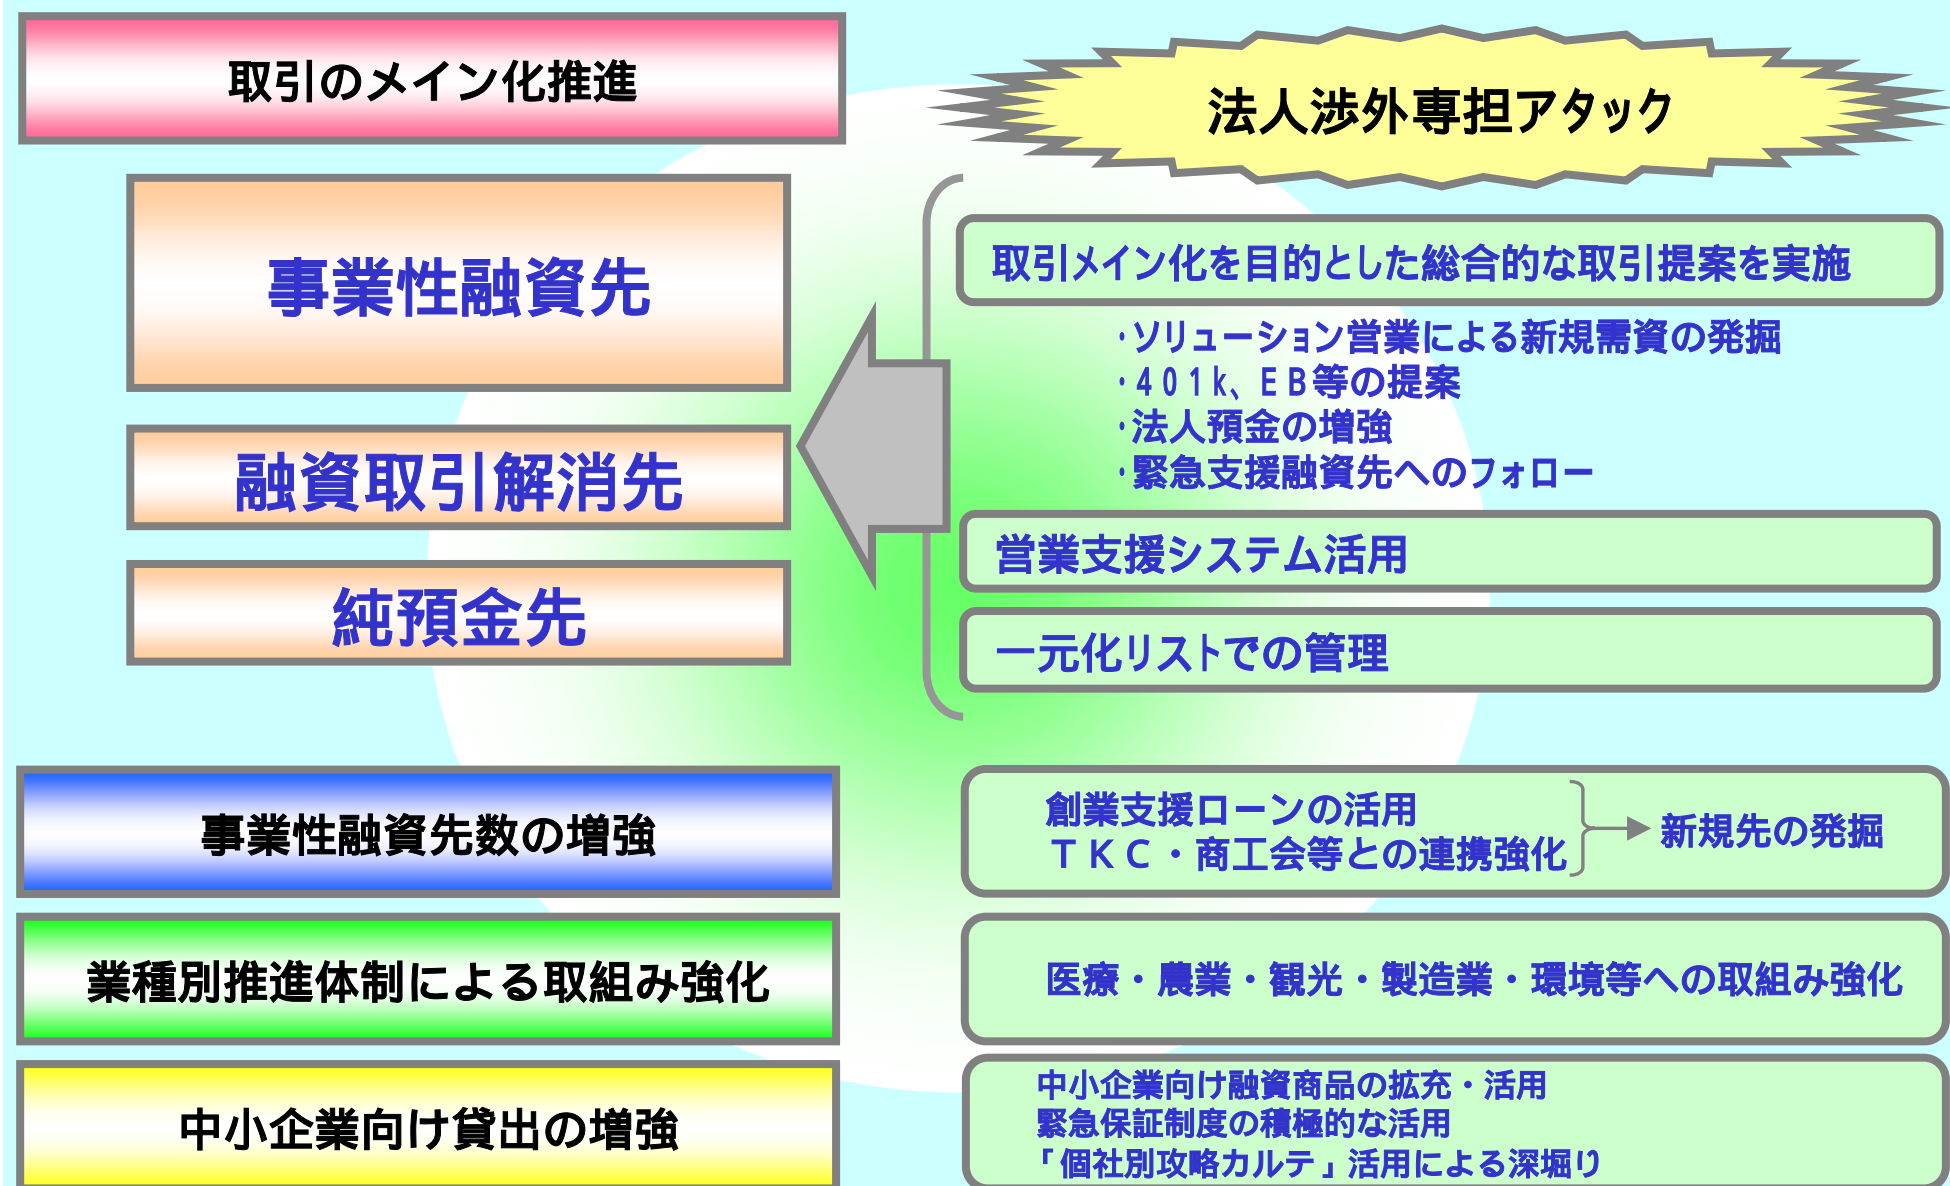 取引のメイン化推進
法人渉外専担アタック
事業性融資先
融資取引解消先
純預金先
取引メイン化を目的とした総合的な取引提案を実施
・ソリューション営業による新規需資の発掘
・４０１ｋ、ＥＢ等の提案
・法人預金の増強
・緊急支援融資先へのフォロー
営業支援システム活用
一元化リストでの管理
事業性融資先数の増強
創業支援ローンの活用
ＴＫＣ・商工会等との連携強化
新規先の発掘
業種別推進体制による取組み強化
医療・農業・観光・製造業・環境等への取組み強化
中小企業向け貸出の増強
中小企業向け融資商品の拡充・活用
緊急保証制度の積極的な活用
「個社別攻略カルテ」活用による深堀り